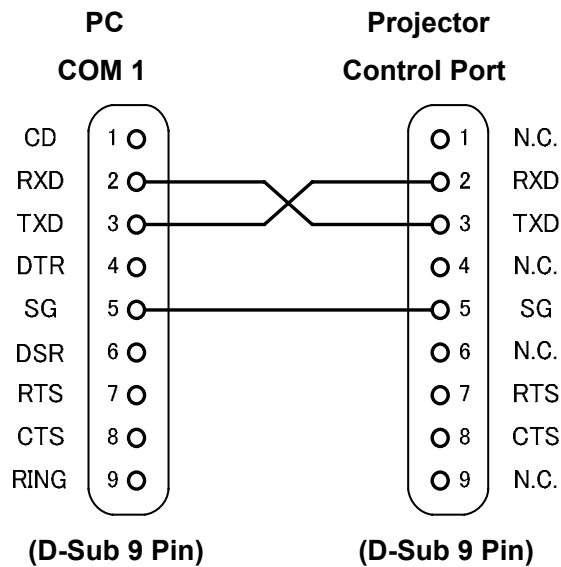 PC Projector
COM 1 Control Port
CD 1 1 N.C.
RXD 2 2 RXD
TXD 3 3 TXD
DTR 4 4 N.C.
SG 5 5 SG
DSR 6 6 N.C.
RTS 7 7 RTS
CTS 8 8 CTS
RING 9 9 N.C.
(D-Sub 9 Pin) (D-Sub 9 Pin)